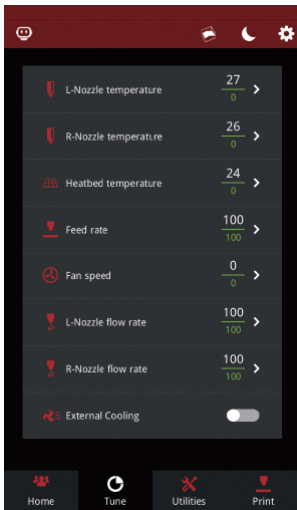 L-Nozzle temperature
27
0
R-Nozzle temperature
26
0
Heatbed temperature
24
0
Feed rate
100
100
Fan speed
0
0
L-Nozzle flow rate
100
100
R-Nozzle flow rate
100
100
External Cooling
Home Tune Utilities Print